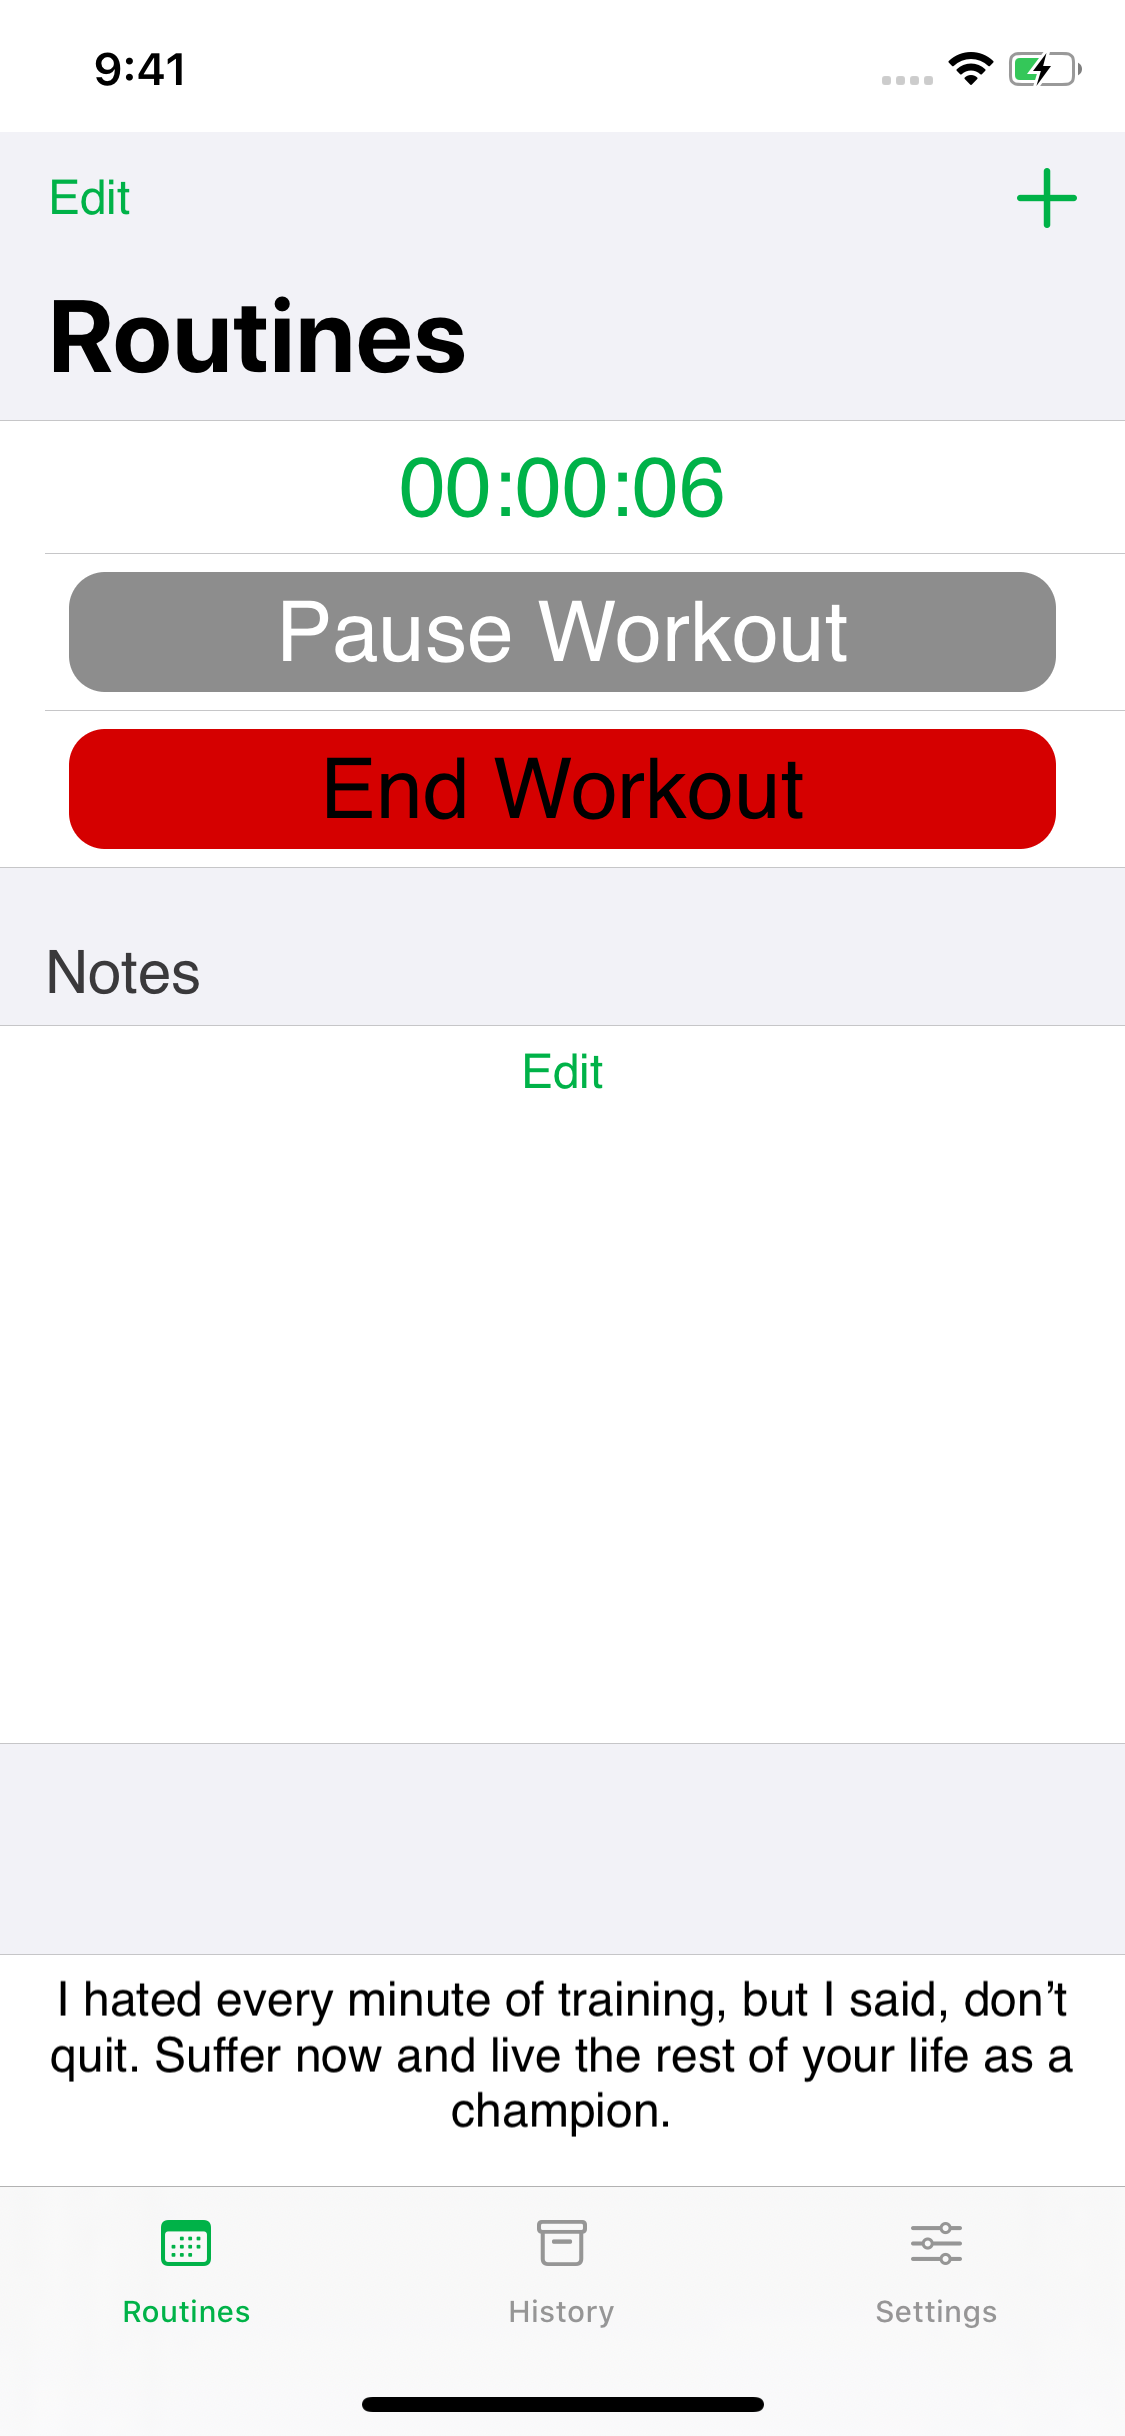 9:41
Edit
Routines
00:00:06
Pause Workout
End Workout
Notes
Edit
I hated every minute of training, but I said, don’t
quit. Suffer now and live the rest of your life as a
champion.
Routines
History
Settings